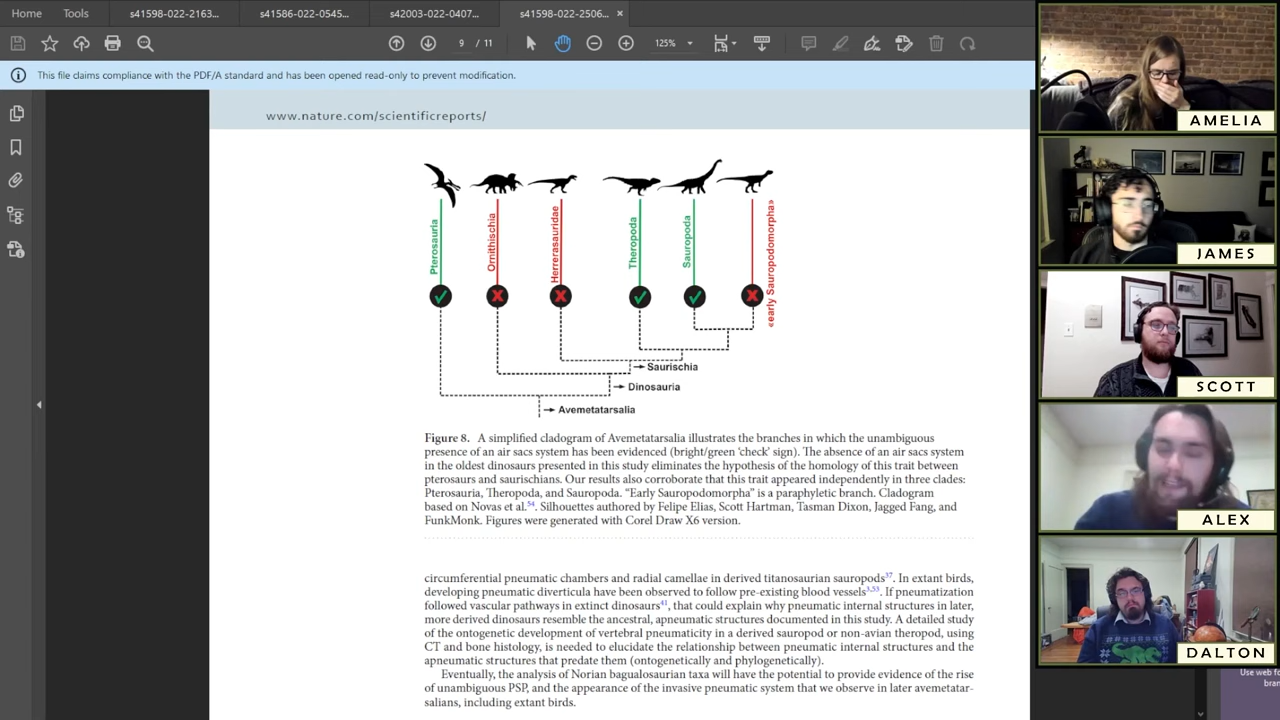 Home Tools s41598-022-2163... s41586-022-0545... s42003-022-0407... s41598-022-2506... ×
9 / 11 125%
This file claims compliance with the PDF/A standard and has been opened read-only to prevent modification.
www.nature.com/scientificreports/
Pterosauria
Ornithischia
Herrerasauridae
Theropoda
Sauropoda
«early Sauropodomorpha»
Saurischia
Dinosauria
Avemetatarsalia
Figure 8. A simplified cladogram of Avemetatarsalia illustrates the branches in which the unambiguous
presence of an air sacs system has been evidenced (bright/green 'check' sign). The absence of an air sacs system
in the oldest dinosaurs presented in this study eliminates the hypothesis of the homology of this trait between
pterosaurs and saurischians. Our results also corroborate that this trait appeared independently in three clades:
Pterosauria, Theropoda, and Sauropoda. “Early Sauropodomorpha” is a paraphyletic branch. Cladogram
based on Novas et al.54. Silhouettes authored by Felipe Elias, Scott Hartman, Tasman Dixon, Jagged Fang, and
FunkMonk. Figures were generated with Corel Draw X6 version.
circumferential pneumatic chambers and radial camellae in derived titanosaurian sauropods37. In extant birds,
developing pneumatic diverticula have been observed to follow pre-existing blood vessels3,53. If pneumatization
followed vascular pathways in extinct dinosaurs41, that could explain why pneumatic internal structures in later,
more derived dinosaurs resemble the ancestral, apneumatic structures documented in this study. A detailed study
of the ontogenetic development of vertebral pneumaticity in a derived sauropod or non-avian theropod, using
CT and bone histology, is needed to elucidate the relationship between pneumatic internal structures and the
apneumatic structures that predate them (ontogenetically and phylogenetically).
Eventually, the analysis of Norian bagualosaurian taxa will have the potential to provide evidence of the rise
of unambiguous PSP, and the appearance of the invasive pneumatic system that we observe in later avemetatar-
salians, including extant birds.
AMELIA
JAMES
SCOTT
ALEX
DALTON
Use web fo
bran